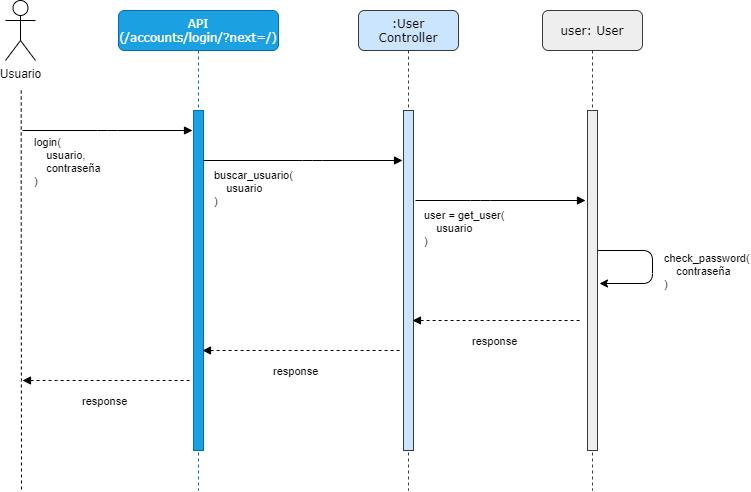 Usuario
API
(/accounts/login/?next=/)
:User
Controller
user: User
login(
usuario,
contraseña
)
buscar_usuario(
usuario
)
user = get_user(
usuario
)
check_password(
contraseña
)
response
response
response